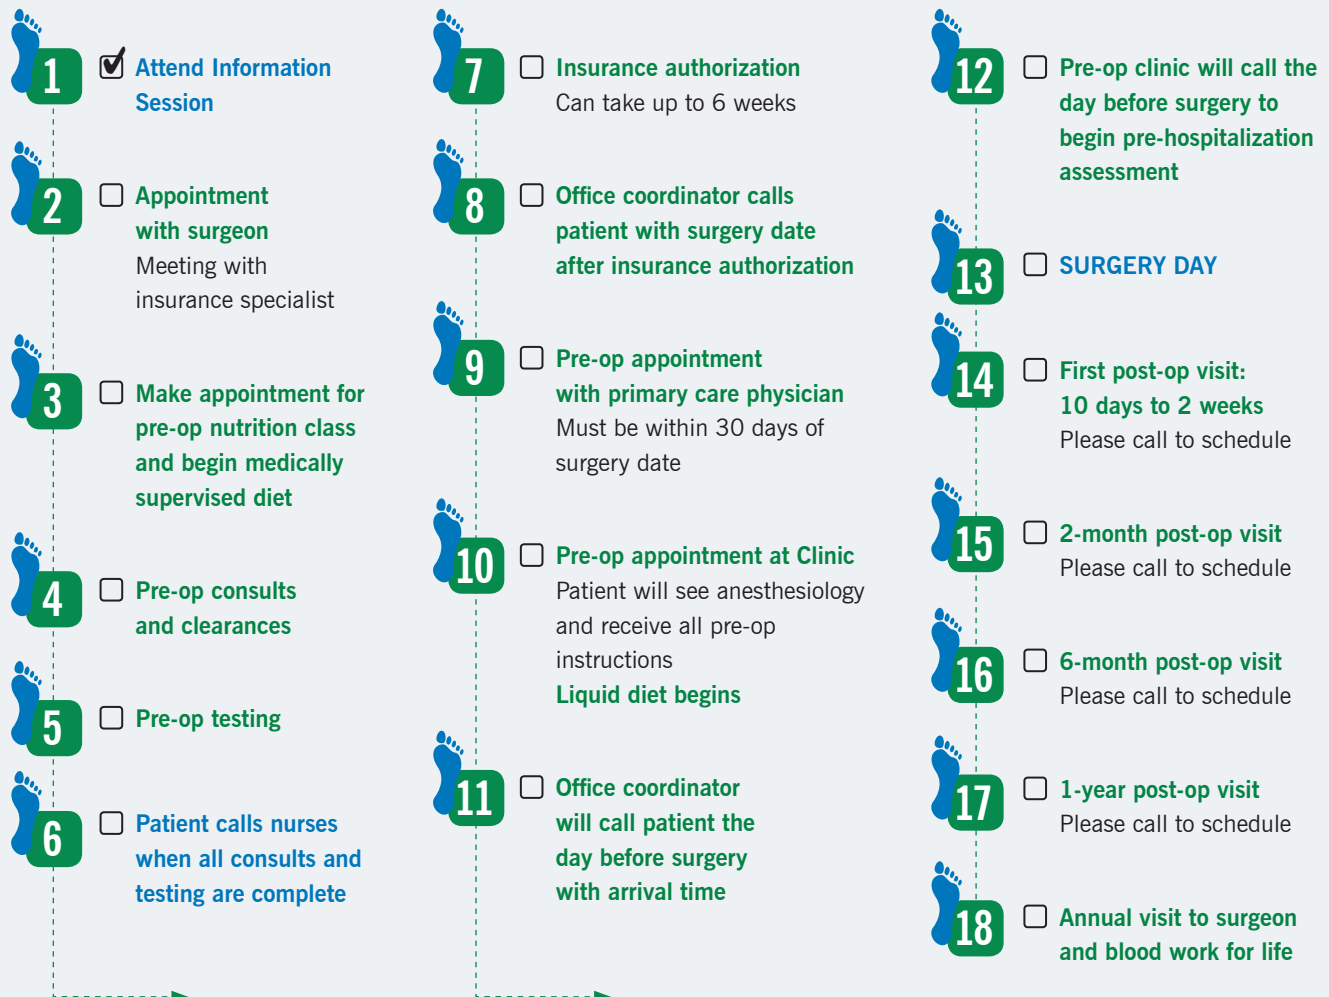 1
Attend Information
Session
2
Appointment
with surgeon
Meeting with
insurance specialist
3
Make appointment for
pre-op nutrition class
and begin medically
supervised diet
4
Pre-op consults
and clearances
5
Pre-op testing
6
Patient calls nurses
when all consults and
testing are complete
7
Insurance authorization
Can take up to 6 weeks
8
Office coordinator calls
patient with surgery date
after insurance authorization
9
Pre-op appointment
with primary care physician
Must be within 30 days of
surgery date
10
Pre-op appointment at Clinic
Patient will see anesthesiology
and receive all pre-op
instructions
Liquid diet begins
11
Office coordinator
will call patient the
day before surgery
with arrival time
12
Pre-op clinic will call the
day before surgery to
begin pre-hospitalization
assessment
13
SURGERY DAY
14
First post-op visit:
10 days to 2 weeks
Please call to schedule
15
2-month post-op visit
Please call to schedule
16
6-month post-op visit
Please call to schedule
17
1-year post-op visit
Please call to schedule
18
Annual visit to surgeon
and blood work for life